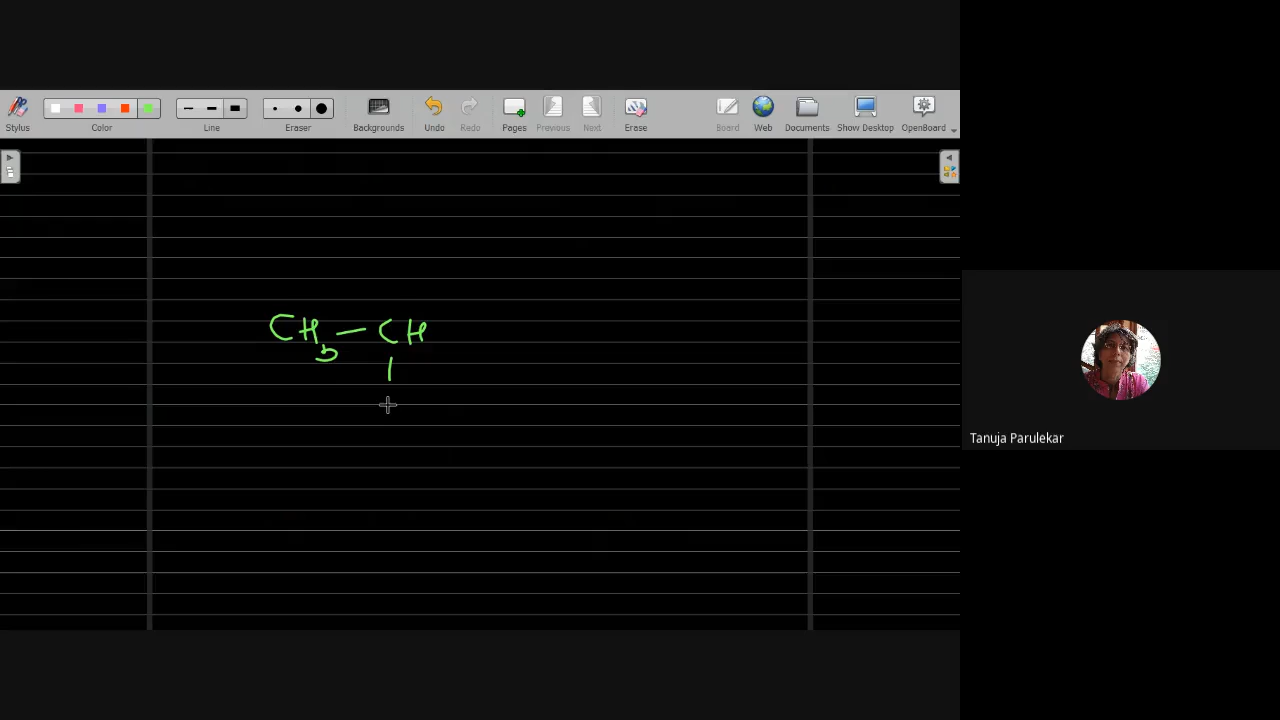 Stylus Color Line Eraser Backgrounds Undo Redo Pages Previous Next Erase Board Web Documents Show Desktop OpenBoard
CH3 — CH
|
Tanuja Parulekar